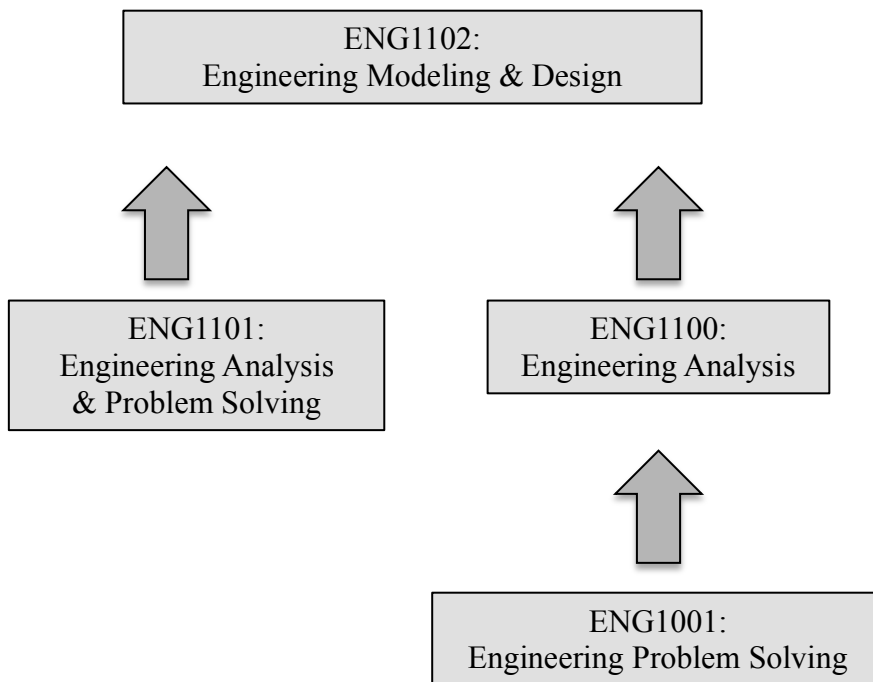 ENG1102:
Engineering Modeling & Design
ENG1101:
Engineering Analysis
& Problem Solving
ENG1100:
Engineering Analysis
ENG1001:
Engineering Problem Solving